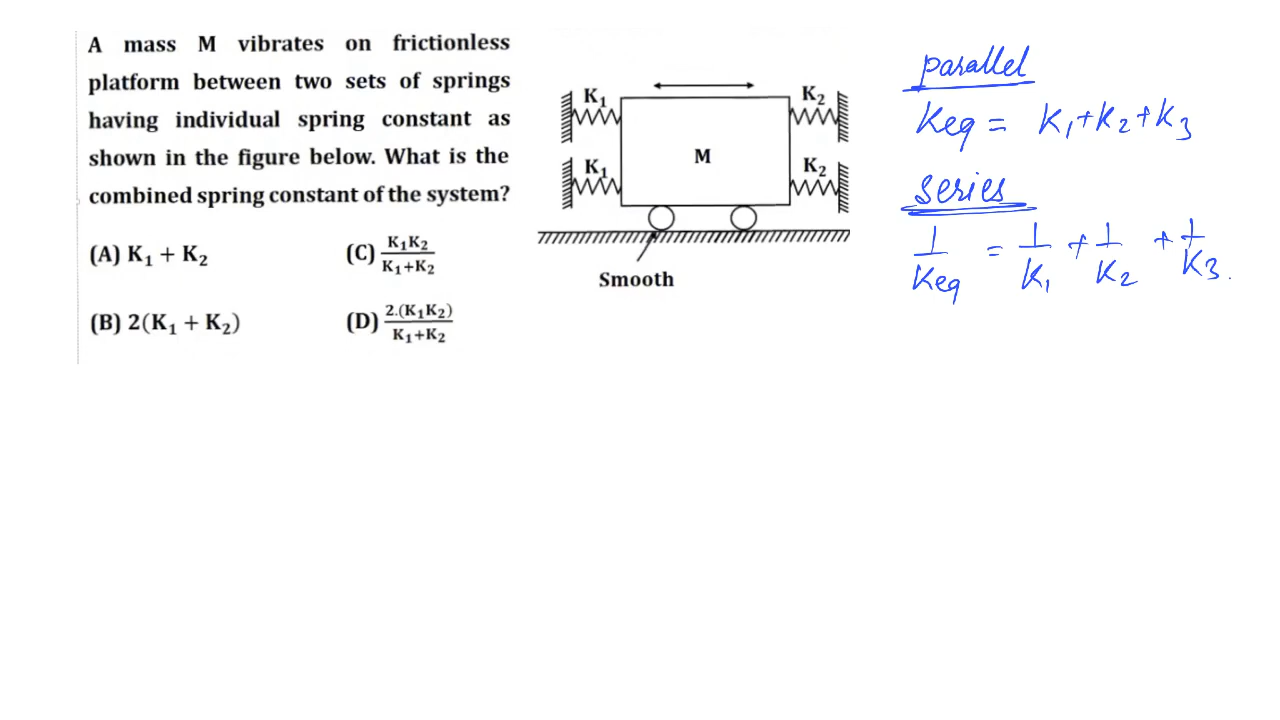 A mass M vibrates on frictionless
platform between two sets of springs
having individual spring constant as
shown in the figure below. What is the
combined spring constant of the system?
(A) K₁ + K₂
(C) K₁K₂ / K₁+K₂
(B) 2(K₁ + K₂)
(D) 2.(K₁K₂) / K₁+K₂
K₁
K₂
K₁
M
K₂
Smooth
parallel
Keq = K₁+K₂+K₃
series
1/Keq = 1/K₁ + 1/K₂ + 1/K₃.